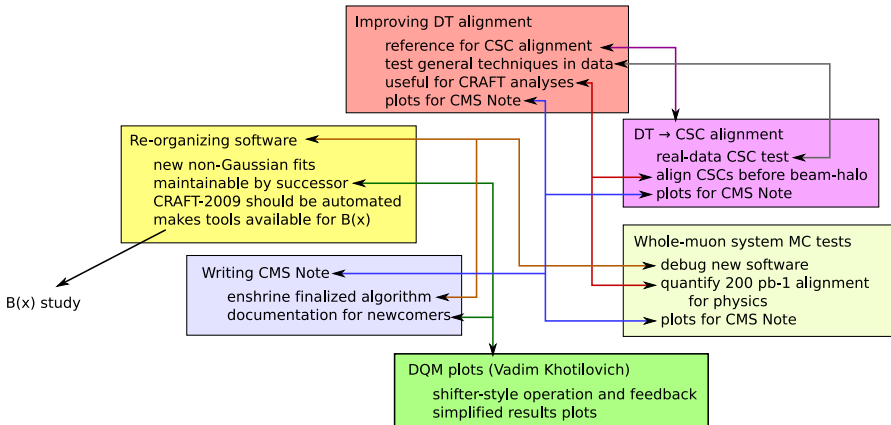 Improving DT alignment
reference for CSC alignment
test general techniques in data
useful for CRAFT analyses
plots for CMS Note
Re-organizing software
new non-Gaussian fits
maintainable by successor
CRAFT-2009 should be automated
makes tools available for B(x)
DT → CSC alignment
real-data CSC test
align CSCs before beam-halo
plots for CMS Note
Whole-muon system MC tests
debug new software
quantify 200 pb-1 alignment
for physics
plots for CMS Note
Writing CMS Note
enshrine finalized algorithm
documentation for newcomers
B(x) study
DQM plots (Vadim Khotilovich)
shifter-style operation and feedback
simplified results plots